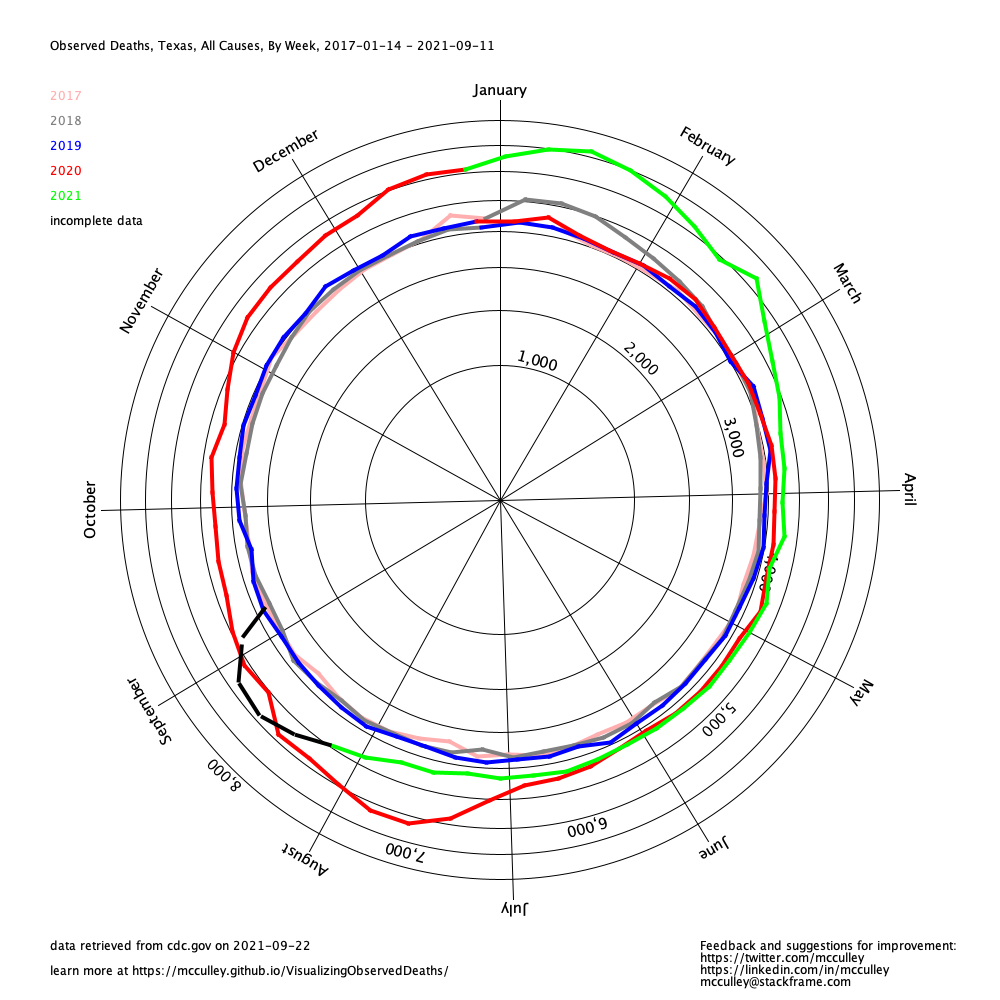 Observed Deaths, Texas, All Causes, By Week, 2017-01-14 - 2021-09-11
2017
2018
2019
2020
2021
incomplete data
January
February
March
April
May
June
July
August
September
October
November
December
1,000
2,000
3,000
4,000
5,000
6,000
7,000
8,000
data retrieved from cdc.gov on 2021-09-22
learn more at https://mcculley.github.io/VisualizingObservedDeaths/
Feedback and suggestions for improvement:
https://twitter.com/mcculley
https://linkedin.com/in/mcculley
mcculley@stackframe.com